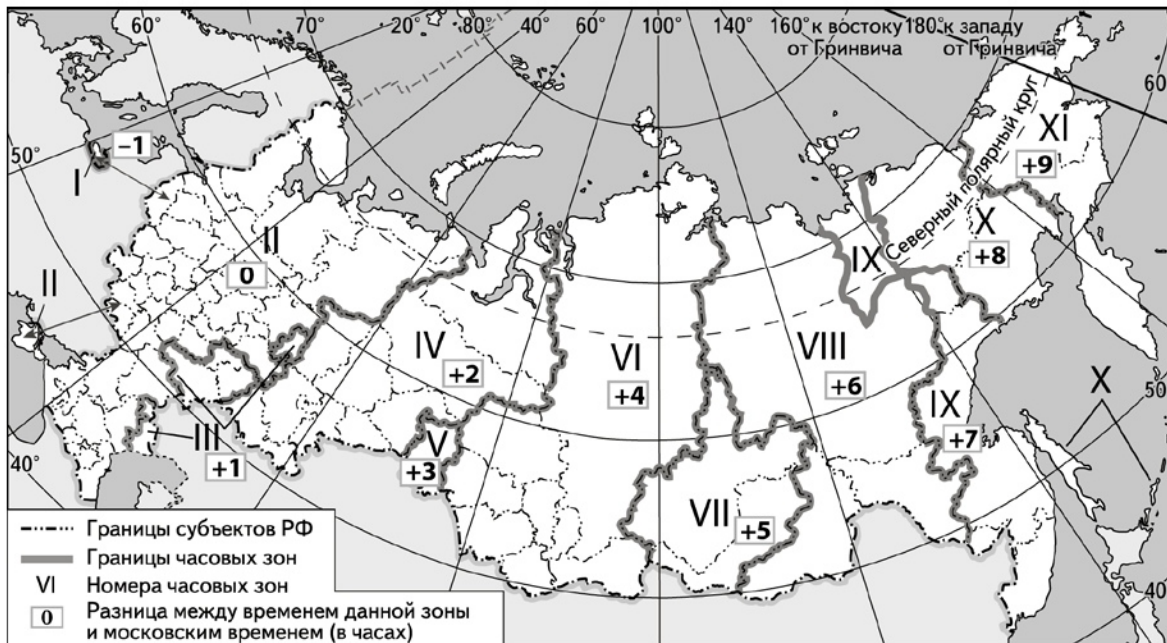 60° 70° 20° 80° 40° 60° 100° 140° 160° к востоку 180° к западу
от Гринвича от Гринвича
60°
50°
−1
I
Северный полярный круг
XI
+9
II
0
IX
X
+8
II
IV
+2
VI
+4
VIII
+6
X
50°
V
+3
IX
+7
III
+1
40°
VII
+5
40°
Границы субъектов РФ
Границы часовых зон
VI Номера часовых зон
0 Разница между временем данной зоны
и московским временем (в часах)